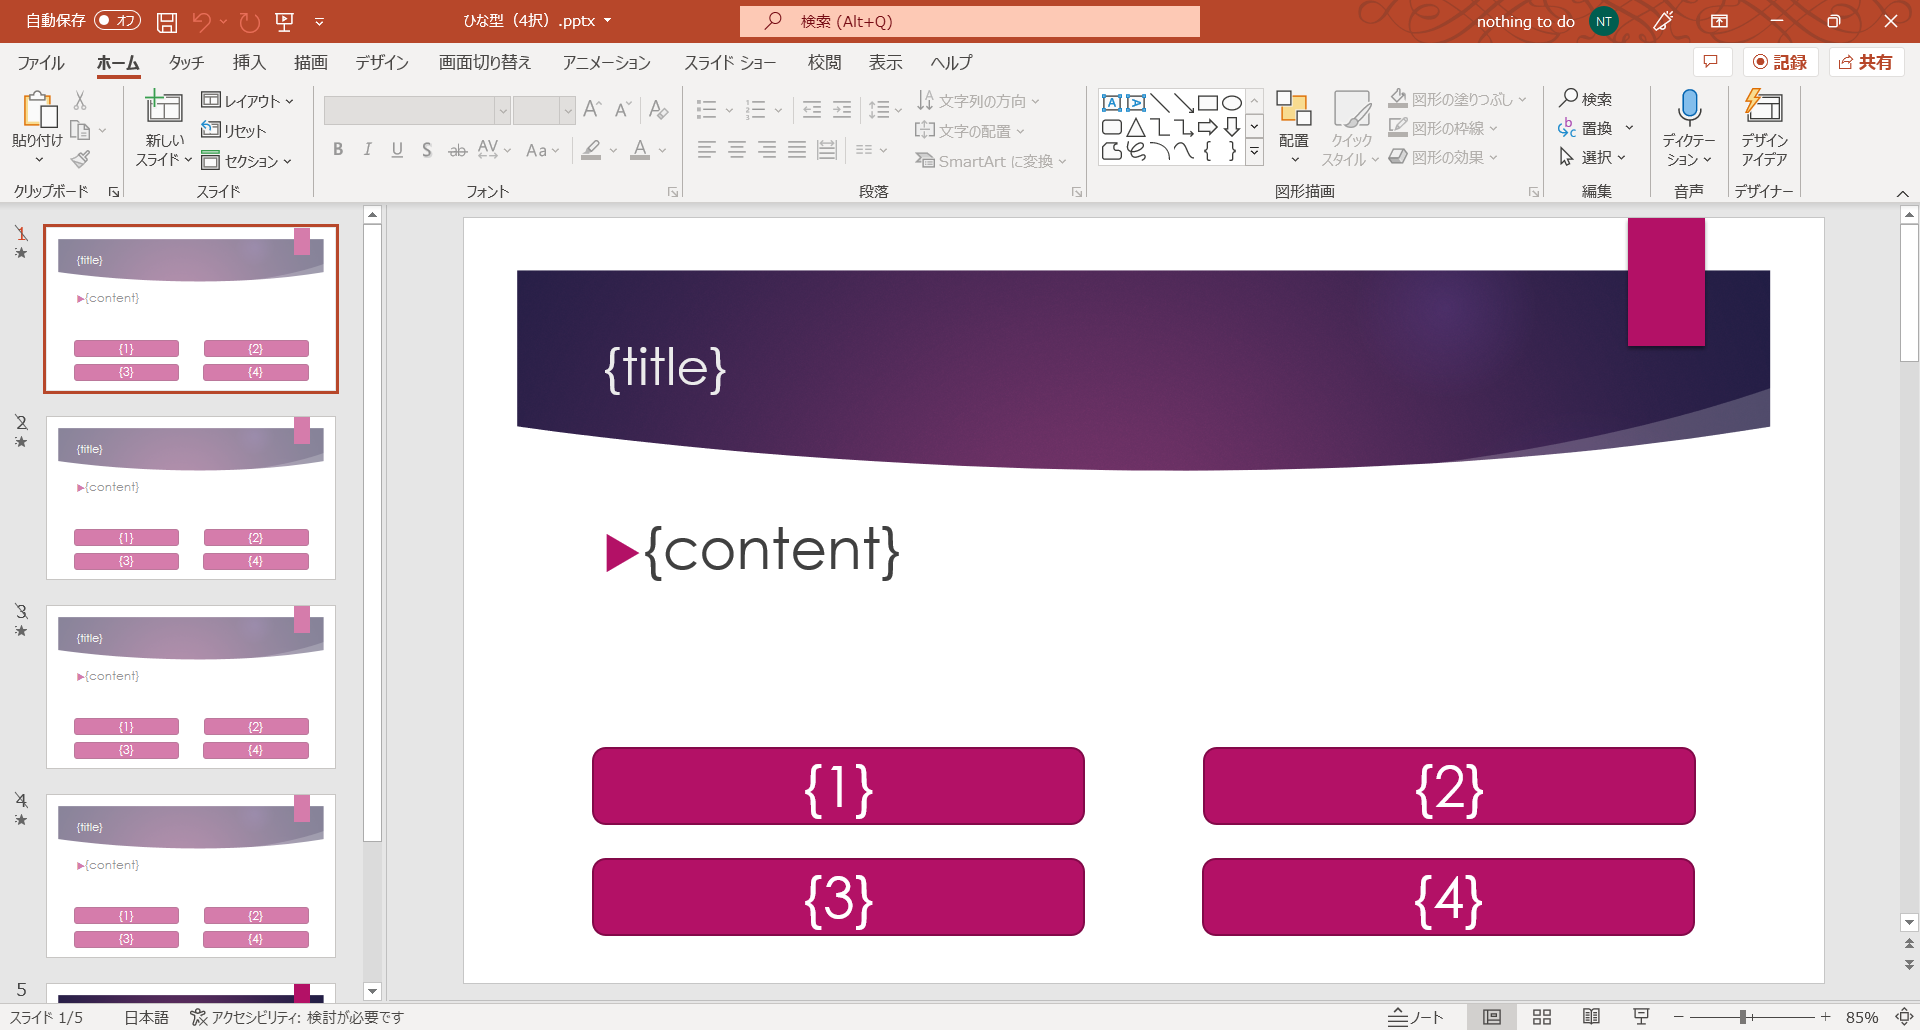 自動保存 オフ ひな型（4択）.pptx 検索 (Alt+Q) nothing to do NT
ファイル ホーム タッチ 挿入 描画 デザイン 画面切り替え アニメーション スライド ショー 校閲 表示 ヘルプ 記録 共有
貼り付け
新しい
スライド
レイアウト
リセット
セクション
B I U S ab AV Aa A
文字列の方向
文字の配置
SmartArt に変換
配置
クイック
スタイル
図形の塗りつぶし
図形の枠線
図形の効果
検索
置換
選択
ディクテー
ション
デザイン
アイデア
クリップボード スライド フォント 段落 図形描画 編集 音声 デザイナー
1
{title}
{content}
{1} {2}
{3} {4}
2
{title}
{content}
{1} {2}
{3} {4}
3
{title}
{content}
{1} {2}
{3} {4}
4
{title}
{content}
{1} {2}
{3} {4}
5
{title}
{content}
{1} {2}
{3} {4}
スライド 1/5 日本語 アクセシビリティ: 検討が必要です ノート 85%